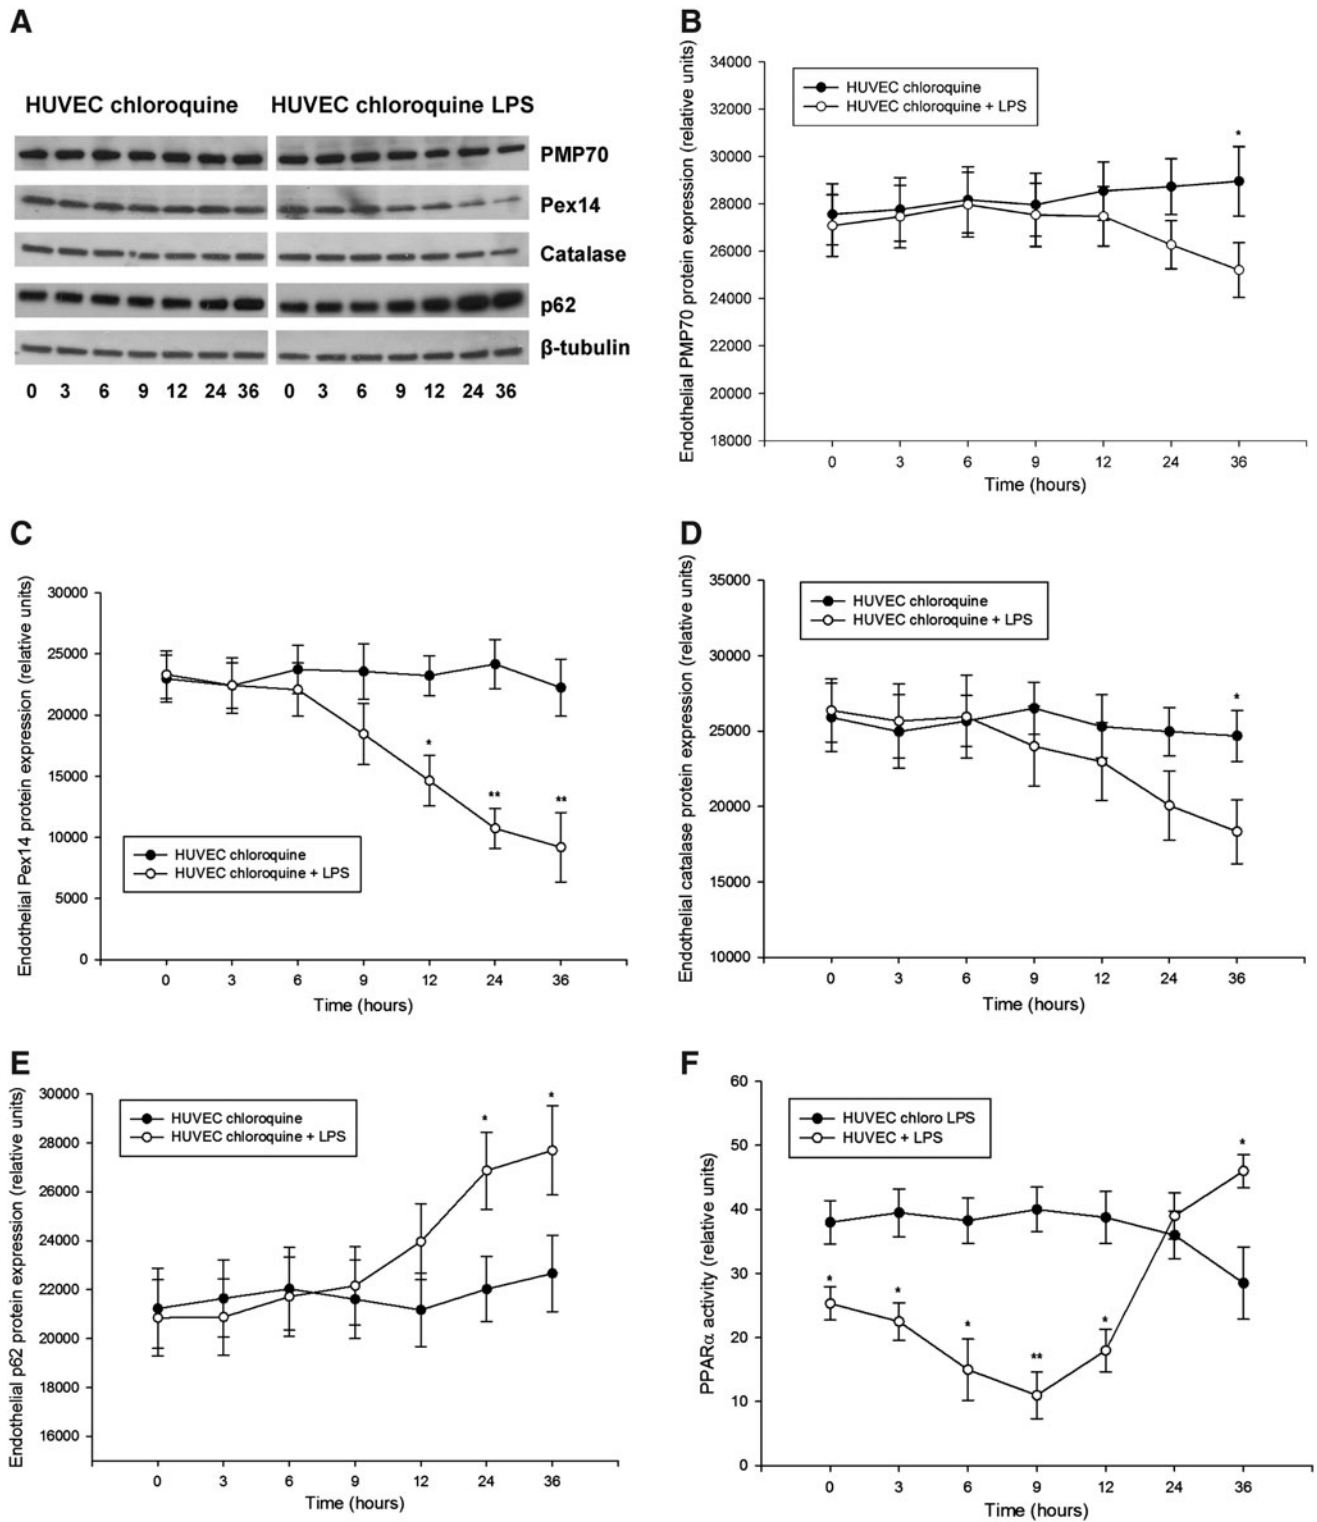 A
HUVEC chloroquine
HUVEC chloroquine LPS
PMP70
Pex14
Catalase
p62
β-tubulin
0 3 6 9 12 24 36
0 3 6 9 12 24 36
B
Endothelial PMP70 protein expression (relative units)
34000
32000
30000
28000
26000
24000
22000
20000
18000
HUVEC chloroquine
HUVEC chloroquine + LPS
*
0 3 6 9 12 24 36
Time (hours)
C
Endothelial Pex14 protein expression (relative units)
30000
25000
20000
15000
10000
5000
0
*
**
**
HUVEC chloroquine
HUVEC chloroquine + LPS
0 3 6 9 12 24 36
Time (hours)
D
Endothelial catalase protein expression (relative units)
35000
30000
25000
20000
15000
10000
HUVEC chloroquine
HUVEC chloroquine + LPS
*
0 3 6 9 12 24 36
Time (hours)
E
Endothelial p62 protein expression (relative units)
30000
28000
26000
24000
22000
20000
18000
16000
HUVEC chloroquine
HUVEC chloroquine + LPS
*
*
0 3 6 9 12 24 36
Time (hours)
F
PPARα activity (relative units)
60
50
40
30
20
10
0
HUVEC chloro LPS
HUVEC + LPS
*
*
*
**
*
*
0 3 6 9 12 24 36
Time (hours)